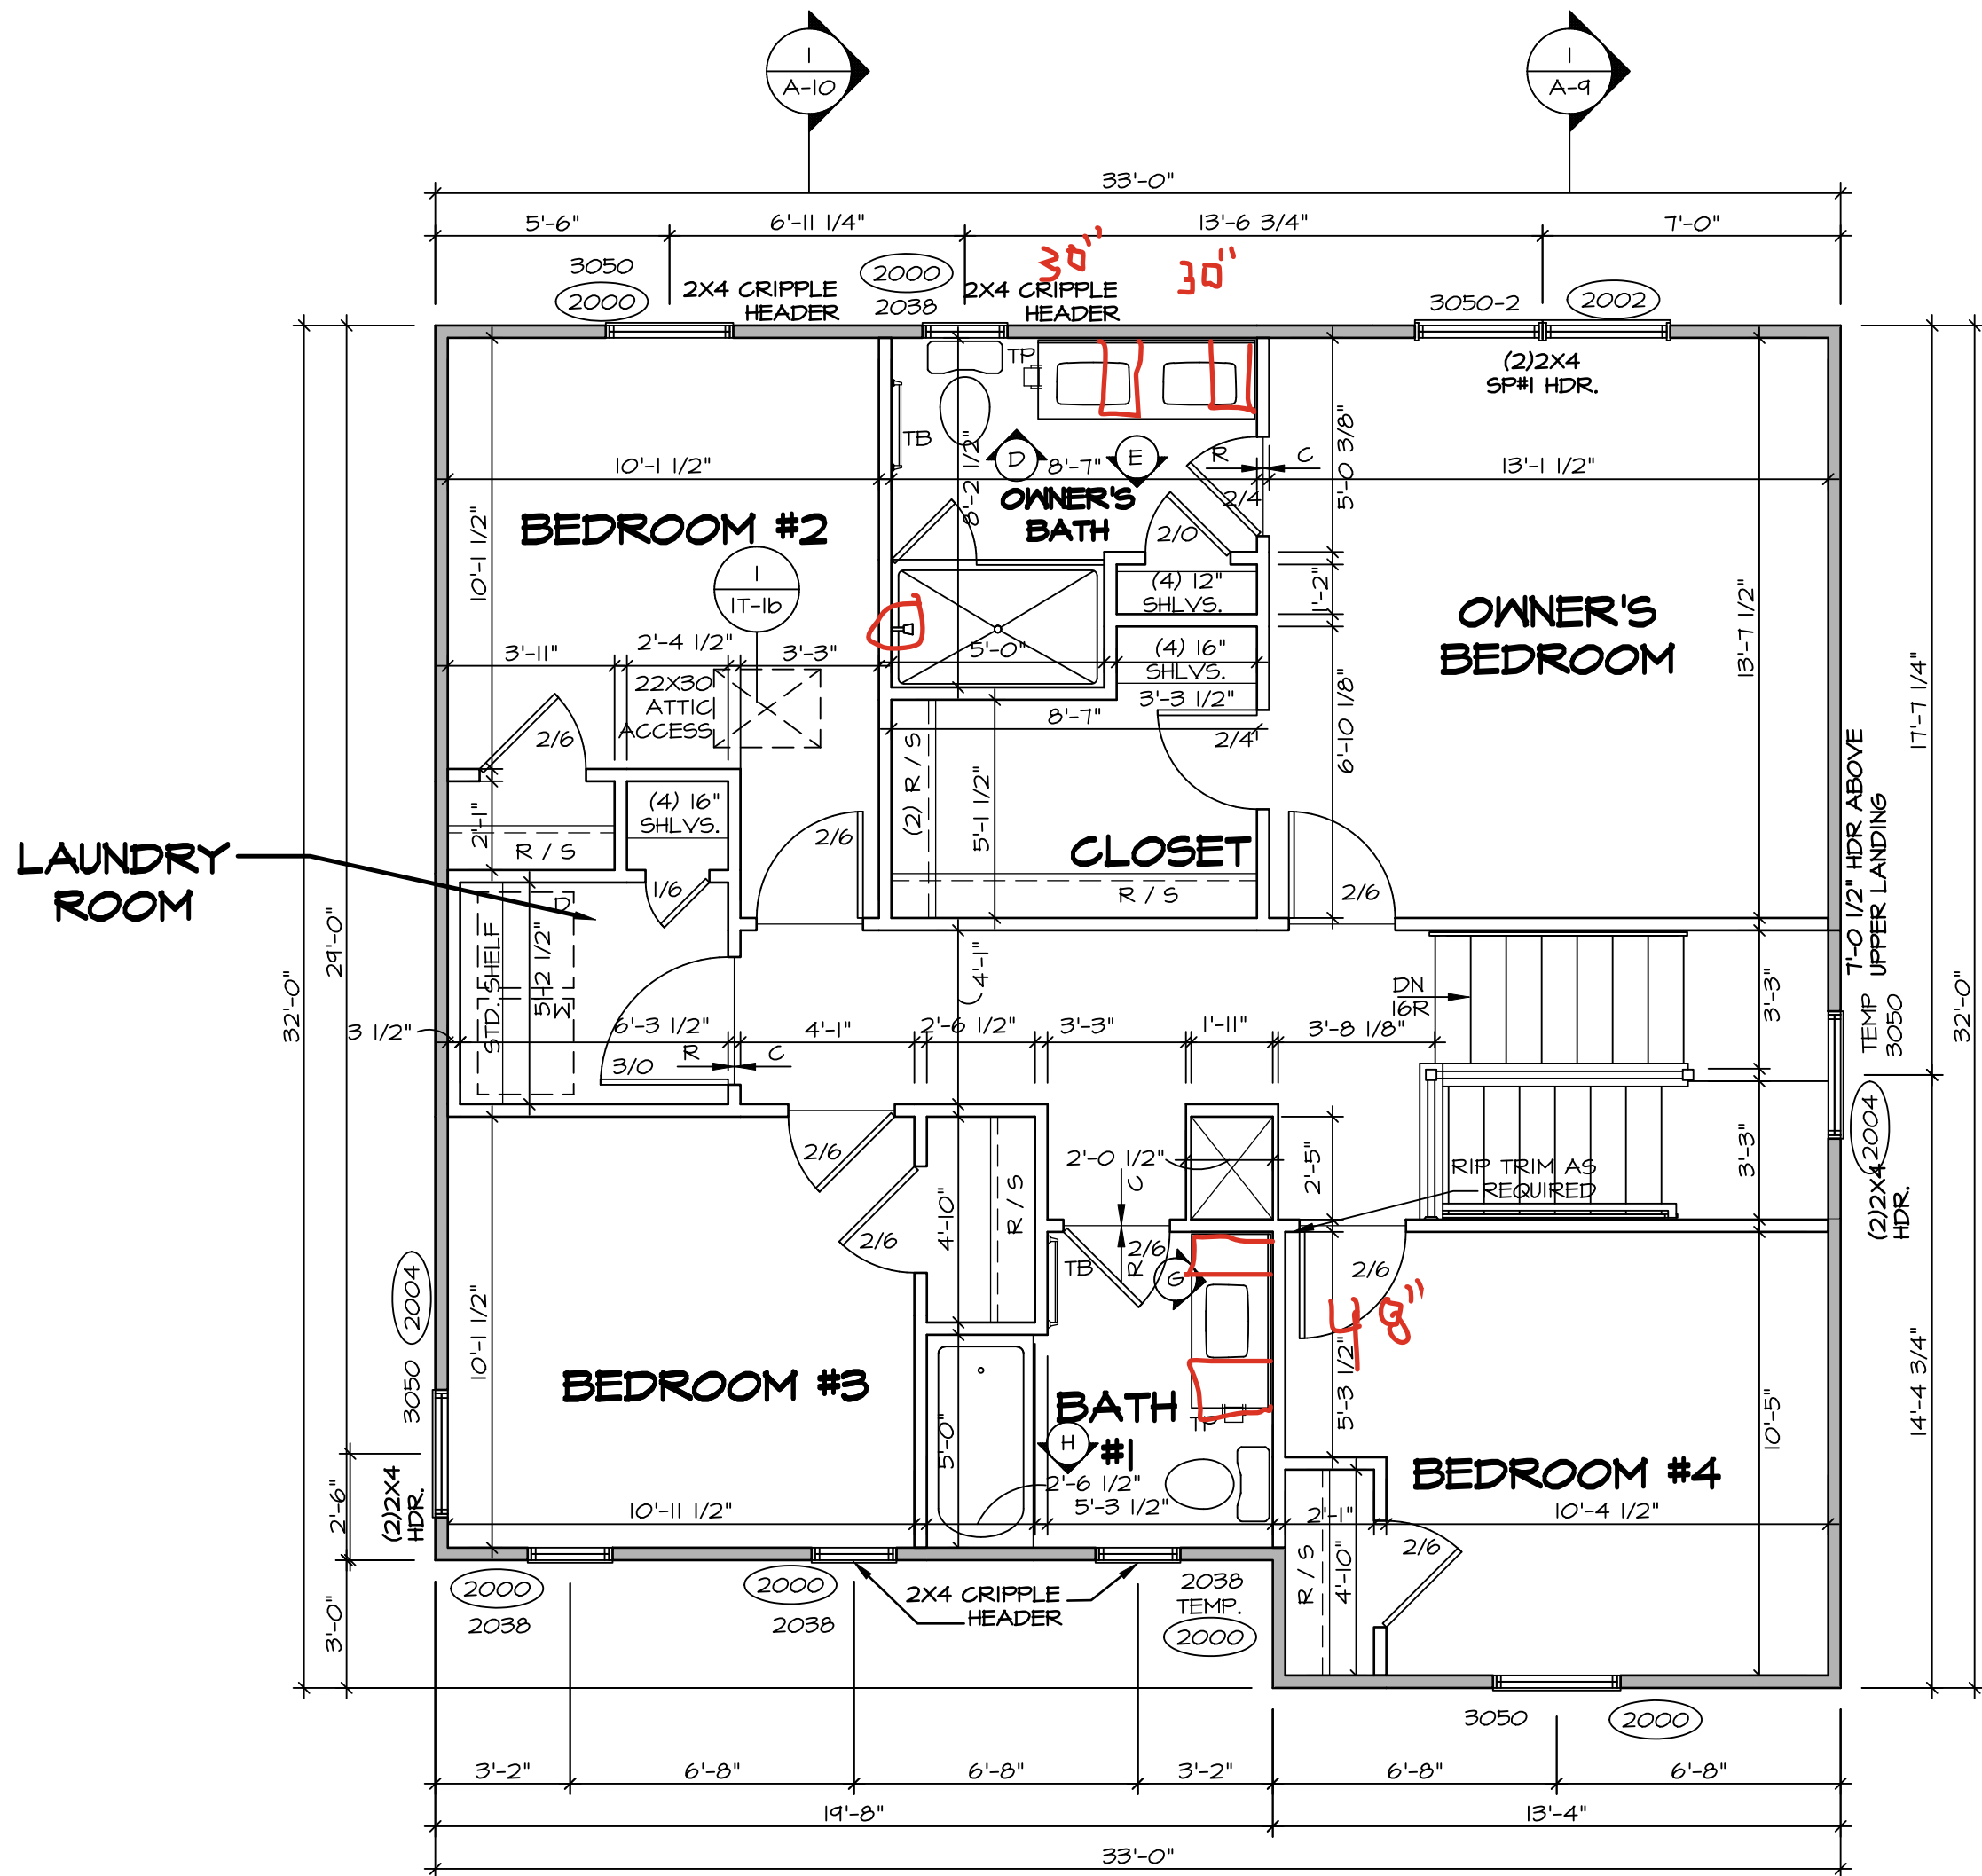 1
A-10
1
A-9
33'-0"
5'-6"
6'-11 1/4"
13'-6 3/4"
7'-0"
30"
30"
3050
2000
2X4 CRIPPLE
HEADER
2000
2038
2X4 CRIPPLE
HEADER
3050-2
2002
(2)2X4
SP#1 HDR.
TP
TB
D
E
R
C
10'-1 1/2"
8'-2 1/2"
8'-7"
5'-0 3/8"
13'-1 1/2"
2/4
OWNER'S
BATH
BEDROOM #2
10'-1 1/2"
2/0
1
1T-1b
(4) 12"
SHLVS.
1'-2"
OWNER'S
BEDROOM
13'-7 1/2"
3'-11"
2'-4 1/2"
3'-3"
5'-0"
(4) 16"
SHLVS.
3'-3 1/2"
22X30
ATTIC
ACCESS
8'-7"
2/4
6'-10 1/8"
17'-7 1/4"
2/6
(2) R / S
5'-1 1/2"
7'-0 1/2" HDR ABOVE
UPPER LANDING
2'-1"
(4) 16"
SHLVS.
2/6
CLOSET
LAUNDRY
ROOM
R / S
1/6
R / S
2/6
D
29'-0"
32'-0"
STD. SHELF
5'-2 1/2"
W
4'-1"
DN
16R
3'-3"
TEMP
3050
32'-0"
3 1/2"
6'-3 1/2"
4'-1"
2'-6 1/2"
3'-3"
1'-11"
3'-8 1/8"
R
C
3/0
2004
(2)2X4
HDR.
2/6
2'-0 1/2"
2'-5"
3'-3"
RIP TRIM AS
REQUIRED
C
R
2/6
4'-10"
R / S
2/6
TB
G
2/6
48"
2004
3050
10'-1 1/2"
5'-3 1/2"
BEDROOM #3
BATH
#1
TP
H
5'-0"
10'-5"
14'-4 3/4"
BEDROOM #4
2'-6"
(2)2X4
HDR.
10'-11 1/2"
2'-6 1/2"
5'-3 1/2"
2'-1"
10'-4 1/2"
2/6
R / S
4'-10"
2000
2038
2000
2038
2X4 CRIPPLE
HEADER
2038
TEMP.
2000
3'-0"
3050
2000
3'-2"
6'-8"
6'-8"
3'-2"
6'-8"
6'-8"
19'-8"
13'-4"
33'-0"